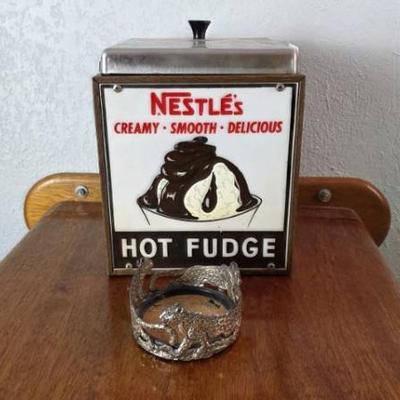 NESTLÉ's
CREAMY · SMOOTH · DELICIOUS
HOT FUDGE